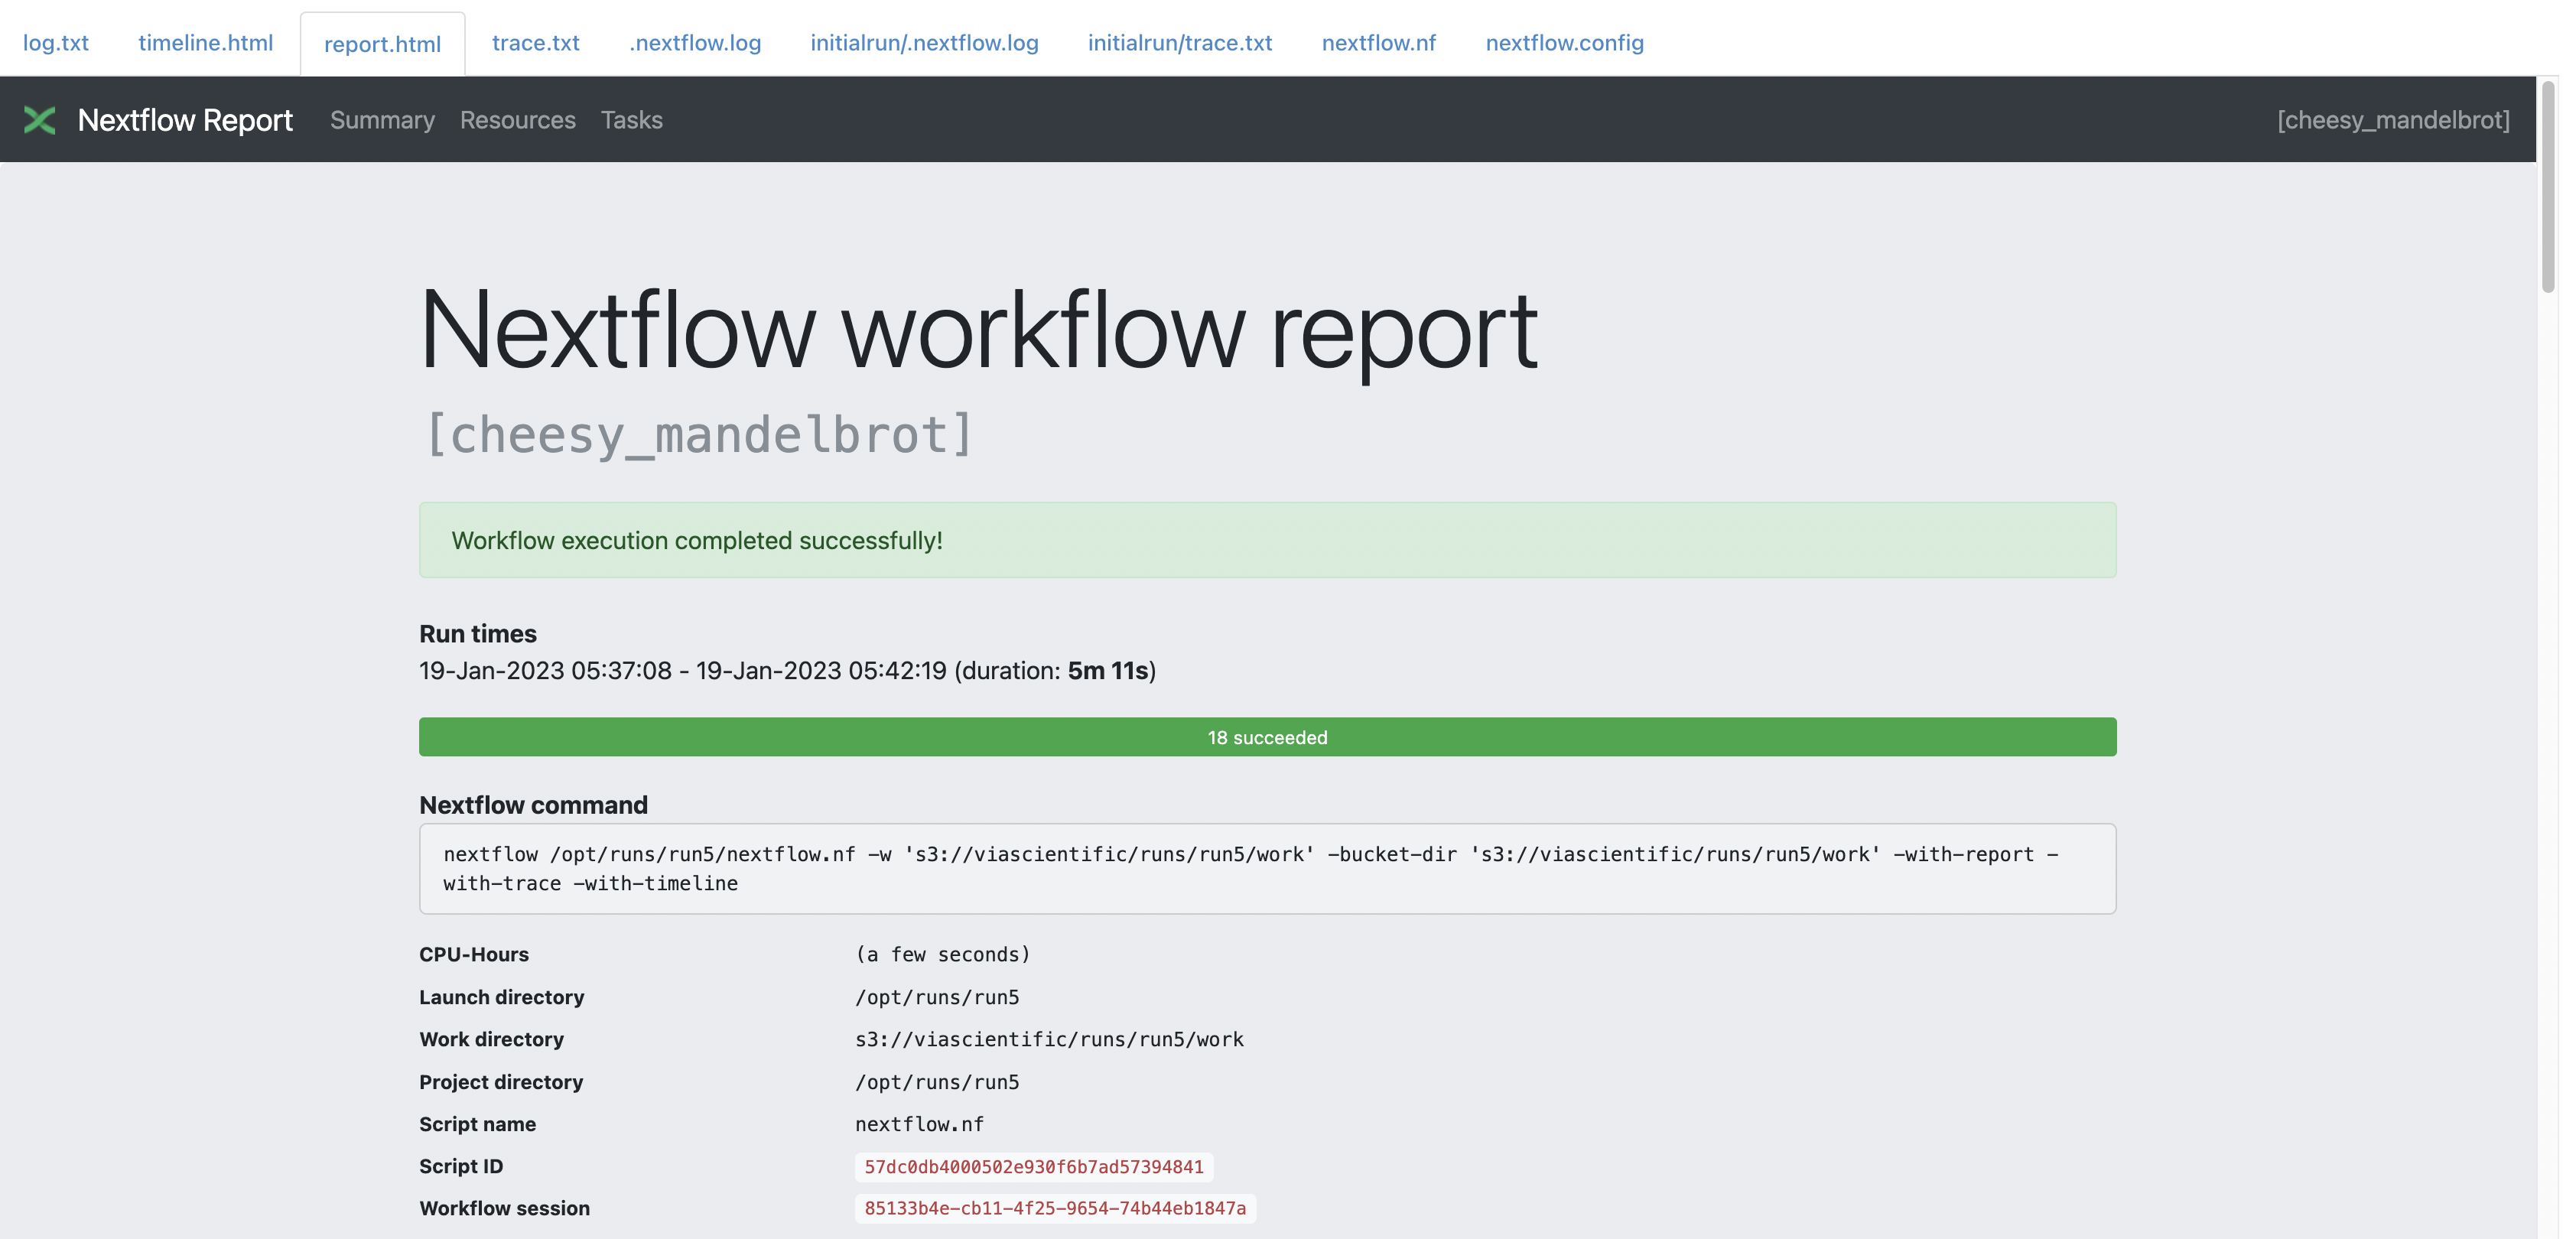 log.txt timeline.html report.html trace.txt .nextflow.log initialrun/.nextflow.log initialrun/trace.txt nextflow.nf nextflow.config
Nextflow Report Summary Resources Tasks [cheesy_mandelbrot]
Nextflow workflow report
[cheesy_mandelbrot]
Workflow execution completed successfully!
Run times
19-Jan-2023 05:37:08 - 19-Jan-2023 05:42:19 (duration: 5m 11s)
18 succeeded
Nextflow command
nextflow /opt/runs/run5/nextflow.nf -w 's3://viascientific/runs/run5/work' -bucket-dir 's3://viascientific/runs/run5/work' -with-report -
with-trace -with-timeline
CPU-Hours (a few seconds)
Launch directory /opt/runs/run5
Work directory s3://viascientific/runs/run5/work
Project directory /opt/runs/run5
Script name nextflow.nf
Script ID 57dc0db4000502e930f6b7ad57394841
Workflow session 85133b4e-cb11-4f25-9654-74b44eb1847a